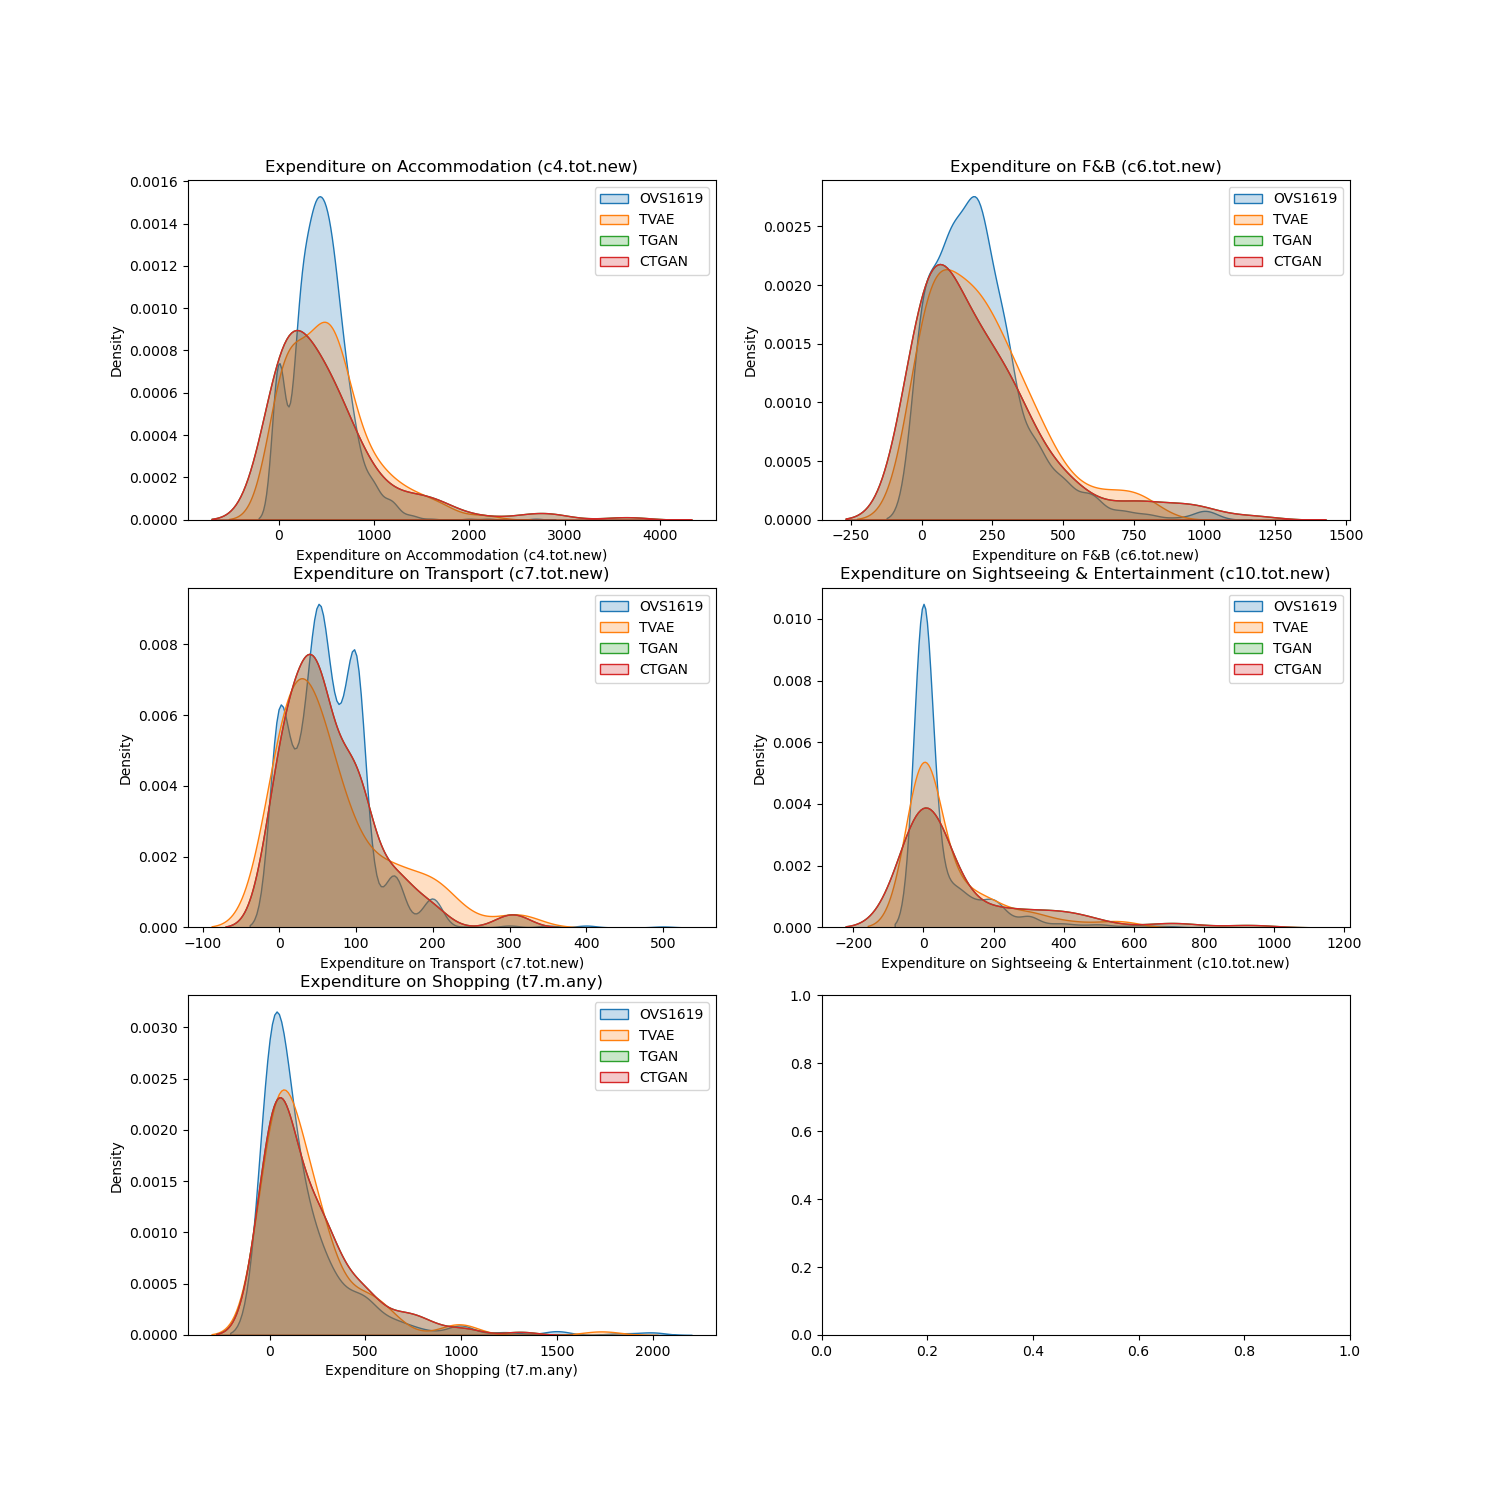 Expenditure on Accommodation (c4.tot.new)
0.0016
0.0014
0.0012
0.0010
0.0008
0.0006
0.0004
0.0002
0.0000
Density
OVS1619
TVAE
TGAN
CTGAN
0 1000 2000 3000 4000
Expenditure on Accommodation (c4.tot.new)
Expenditure on F&B (c6.tot.new)
0.0025
0.0020
0.0015
0.0010
0.0005
0.0000
Density
OVS1619
TVAE
TGAN
CTGAN
−250 0 250 500 750 1000 1250 1500
Expenditure on F&B (c6.tot.new)
Expenditure on Transport (c7.tot.new)
0.008
0.006
0.004
0.002
0.000
Density
OVS1619
TVAE
TGAN
CTGAN
−100 0 100 200 300 400 500
Expenditure on Transport (c7.tot.new)
Expenditure on Sightseeing & Entertainment (c10.tot.new)
0.010
0.008
0.006
0.004
0.002
0.000
Density
OVS1619
TVAE
TGAN
CTGAN
−200 0 200 400 600 800 1000 1200
Expenditure on Sightseeing & Entertainment (c10.tot.new)
Expenditure on Shopping (t7.m.any)
0.0030
0.0025
0.0020
0.0015
0.0010
0.0005
0.0000
Density
OVS1619
TVAE
TGAN
CTGAN
0 500 1000 1500 2000
Expenditure on Shopping (t7.m.any)
1.0
0.8
0.6
0.4
0.2
0.0
0.0 0.2 0.4 0.6 0.8 1.0